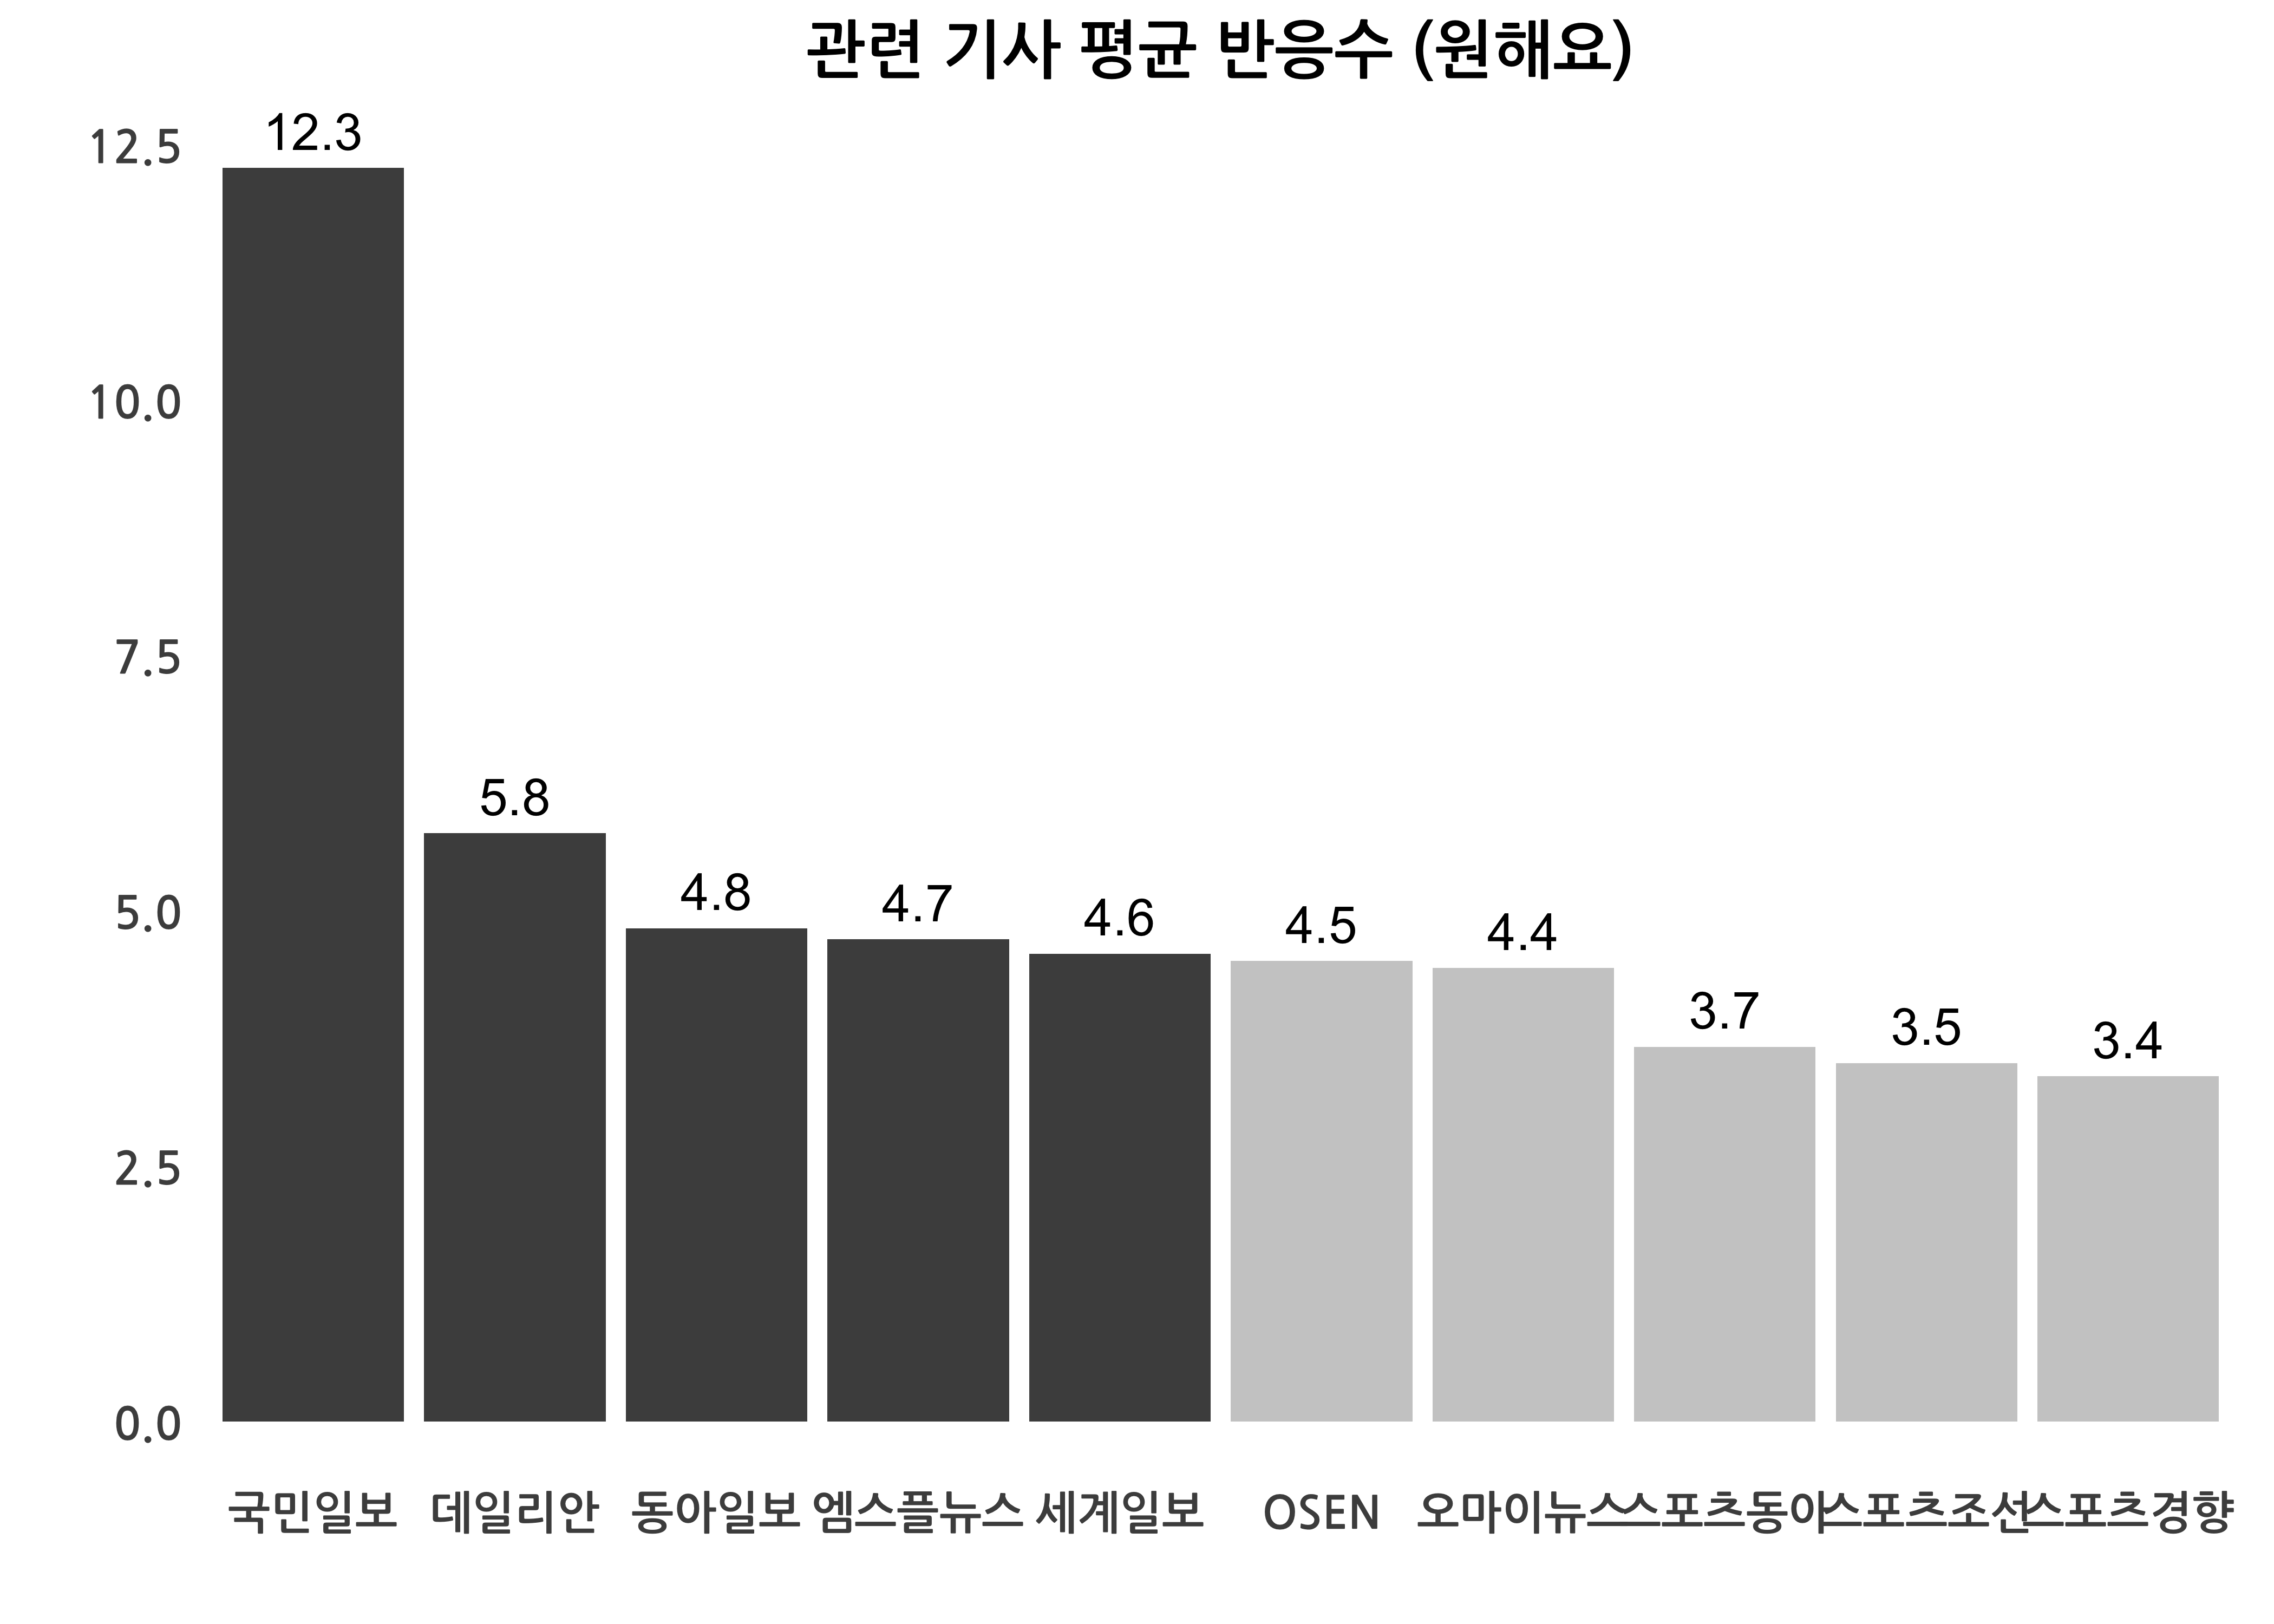 관련 기사 평균 반응수 (원해요)
12.5
10.0
7.5
5.0
2.5
0.0
12.3
5.8
4.8
4.7
4.6
4.5
4.4
3.7
3.5
3.4
국민일보
데일리안
동아일보
엠스플뉴스
세계일보
OSEN
오마이뉴스
스포츠동아
스포츠조선
스포츠경향